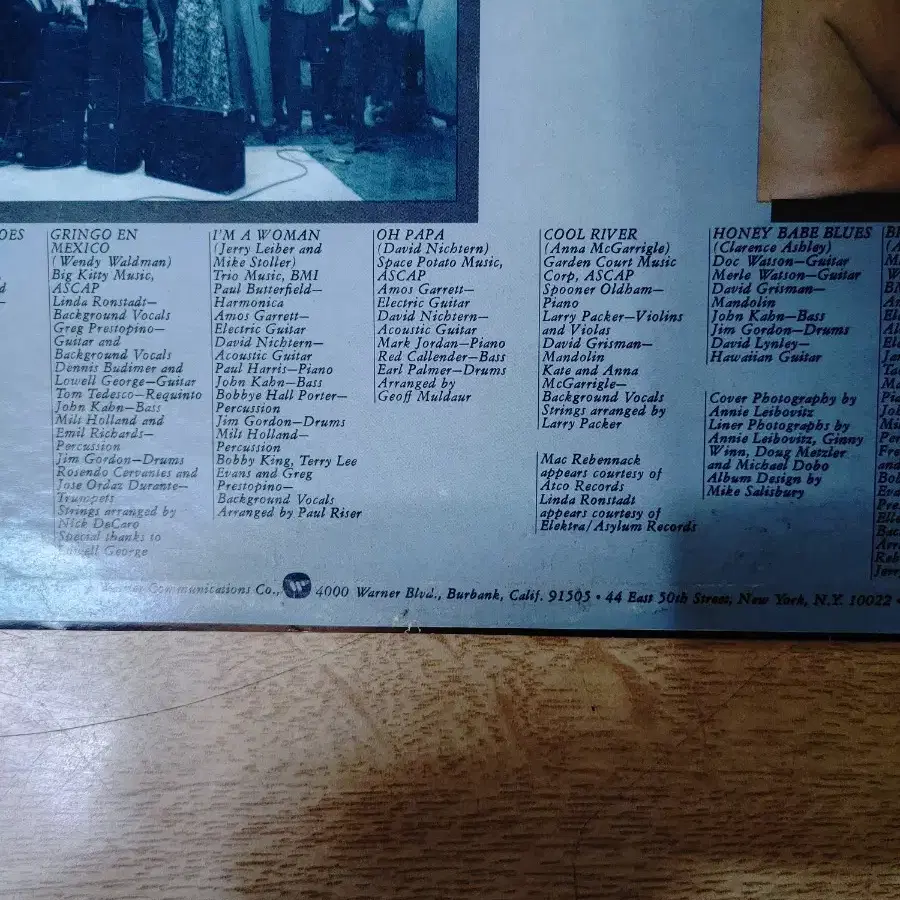 OES
GRINGO EN
MEXICO
(Wendy Waldman)
Big Kitty Music,
ASCAP
Linda Ronstadt—
Background Vocals
Greg Prestopino—
Guitar and
Background Vocals
Dennis Budimer and
Lowell George—Guitar
Tom Tedesco—Requinto
John Kahn—Bass
Milt Holland and
Emil Richards—
Percussion
Jim Gordon—Drums
Rosendo Cervantes and
Jose Ordaz Durante—
Trumpets
Strings arranged by
Nick DeCaro
Special thanks to
Lowell George
I'M A WOMAN
(Jerry Leiber and
Mike Stoller)
Trio Music, BMI
Paul Butterfield—
Harmonica
Amos Garrett—
Electric Guitar
David Nichtern—
Acoustic Guitar
Paul Harris—Piano
John Kahn—Bass
Bobbye Hall Porter—
Percussion
Jim Gordon—Drums
Milt Holland—
Percussion
Bobby King, Terry Lee
Evans and Greg
Prestopino—
Background Vocals
Arranged by Paul Riser
OH PAPA
(David Nichtern)
Space Potato Music,
ASCAP
Amos Garrett—
Electric Guitar
David Nichtern—
Acoustic Guitar
Mark Jordan—Piano
Red Callender—Bass
Earl Palmer—Drums
Arranged by
Geoff Muldaur
COOL RIVER
(Anna McGarrigle)
Garden Court Music
Corp, ASCAP
Spooner Oldham—
Piano
Larry Packer—Violins
and Violas
David Grisman—
Mandolin
Kate and Anna
McGarrigle—
Background Vocals
Strings arranged by
Larry Packer
Mac Rebennack
appears courtesy of
Atco Records
Linda Ronstadt
appears courtesy of
Elektra/Asylum Records
HONEY BABE BLUES
(Clarence Ashley)
Doc Watson—Guitar
Merle Watson—Guitar
David Grisman—
Mandolin
John Kahn—Bass
Jim Gordon—Drums
David Lynley—
Hawaiian Guitar
Cover Photography by
Annie Leibovitz
Liner Photographs by
Annie Leibovitz, Ginny
Winn, Doug Metzler
and Michael Dobo
Album Design by
Mike Salisbury
Warner Communications Co., 4000 Warner Blvd., Burbank, Calif. 91505 • 44 East 50th Street, New York, N.Y. 10022 •